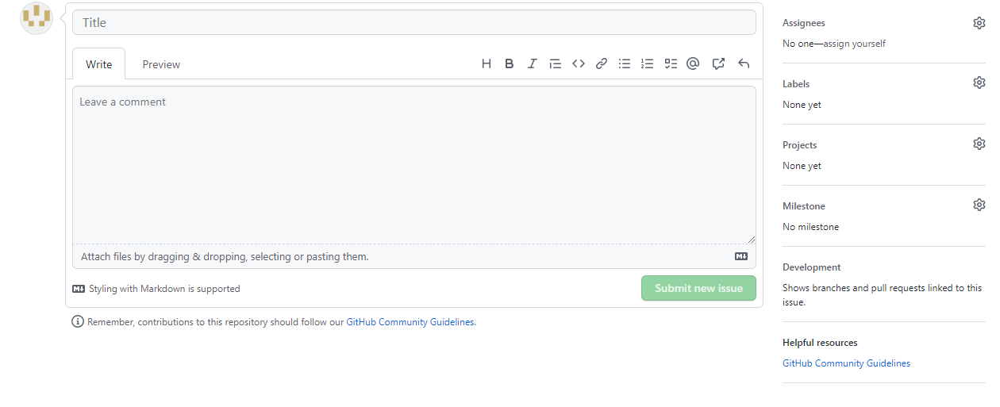 Title
Write
Preview
Leave a comment
Attach files by dragging & dropping, selecting or pasting them.
Styling with Markdown is supported
Submit new issue
Remember, contributions to this repository should follow our GitHub Community Guidelines.
Assignees
No one—assign yourself
Labels
None yet
Projects
None yet
Milestone
No milestone
Development
Shows branches and pull requests linked to this
issue.
Helpful resources
GitHub Community Guidelines